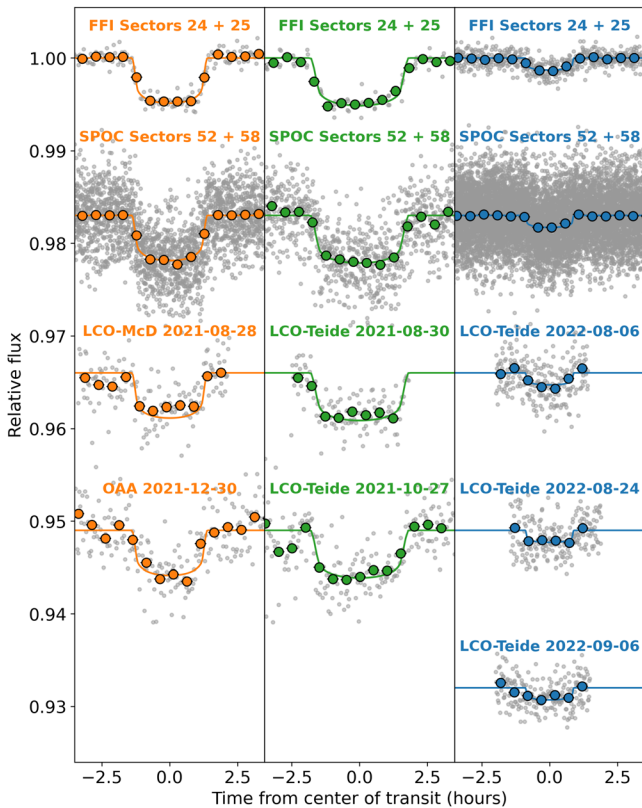 FFI Sectors 24 + 25 FFI Sectors 24 + 25 FFI Sectors 24 + 25
1.00
SPOC Sectors 52 + 58 SPOC Sectors 52 + 58 SPOC Sectors 52 + 58
0.99
0.98
0.97
LCO-McD 2021-08-28 LCO-Teide 2021-08-30 LCO-Teide 2022-08-06
Relative flux
0.96
OAA 2021-12-30 LCO-Teide 2021-10-27 LCO-Teide 2022-08-24
0.95
0.94
LCO-Teide 2022-09-06
0.93
−2.5 0.0 2.5 −2.5 0.0 2.5 −2.5 0.0 2.5
Time from center of transit (hours)